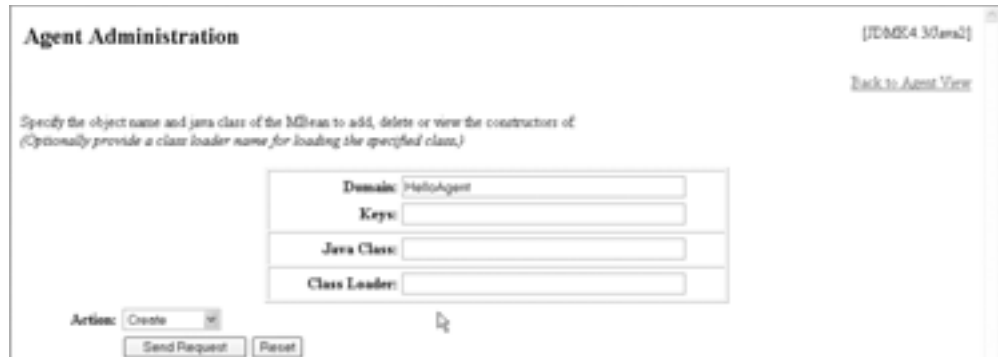 Agent Administration
[JDMK4.3/Java2]
Back to Agent View
Specify the object name and java class of the MBean to add, delete or view the constructors of:
(Optionally provide a class loader name for loading the specified class.)
Domain: HelloAgent
Keys:
Java Class:
Class Loader:
Action: Create
Send Request Reset